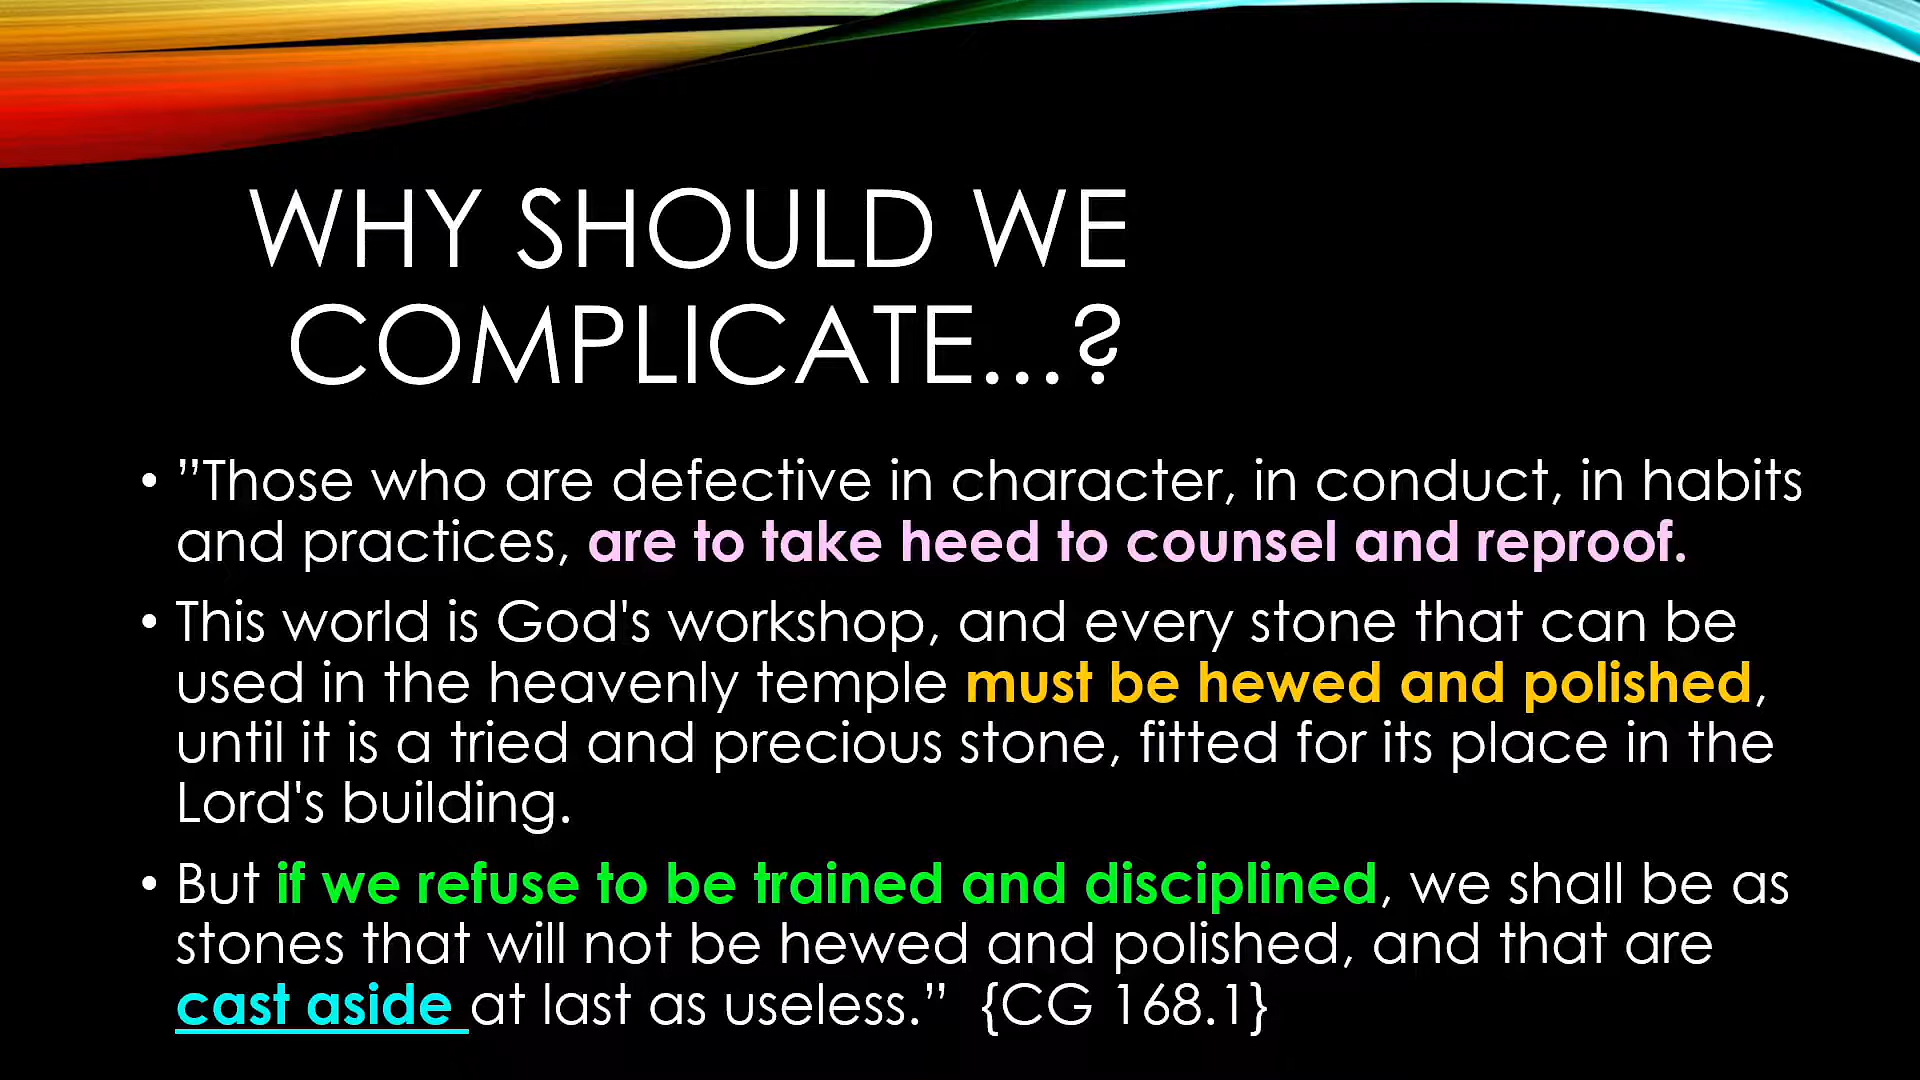 WHY SHOULD WE
COMPLICATE...?
• ”Those who are defective in character, in conduct, in habits
and practices, are to take heed to counsel and reproof.
• This world is God's workshop, and every stone that can be
used in the heavenly temple must be hewed and polished,
until it is a tried and precious stone, fitted for its place in the
Lord's building.
• But if we refuse to be trained and disciplined, we shall be as
stones that will not be hewed and polished, and that are
cast aside at last as useless.” {CG 168.1}